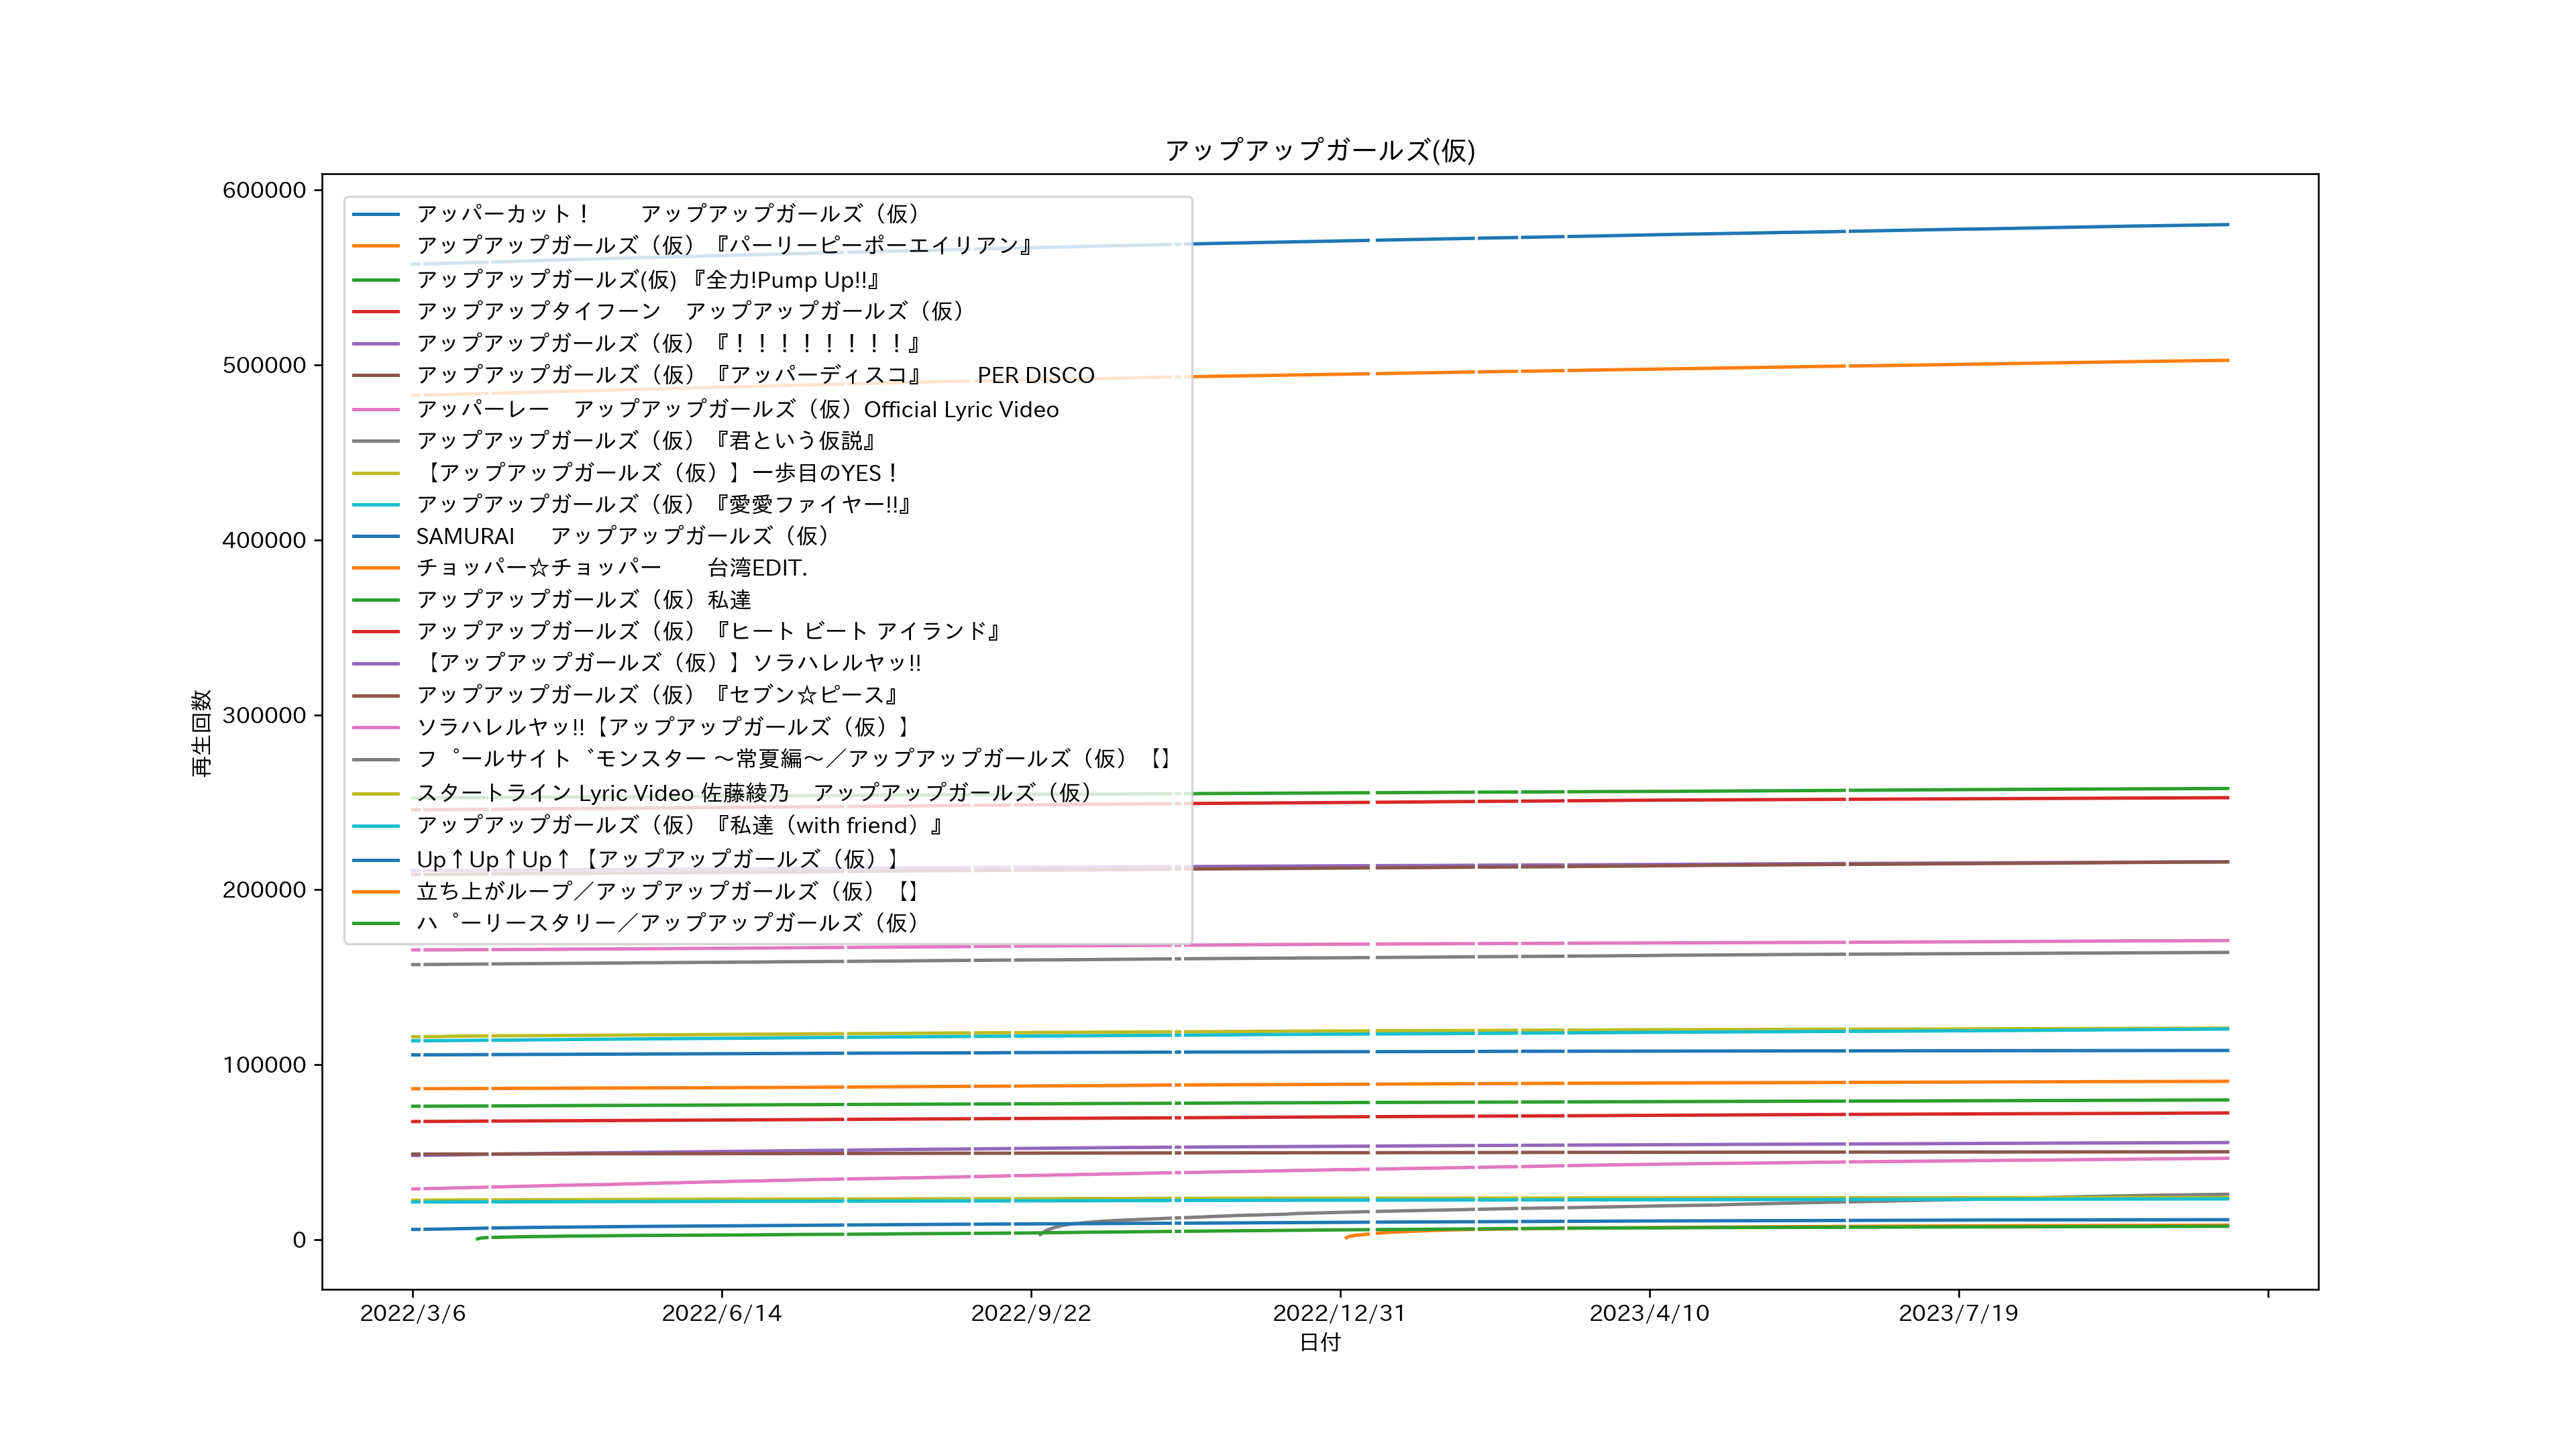 アップアップガールズ(仮)
600000
500000
400000
300000
200000
100000
0
再生回数
アッパーカット！　　アップアップガールズ（仮）
アップアップガールズ（仮）『パーリーピーポーエイリアン』
アップアップガールズ(仮) 『全力!Pump Up!!』
アップアップタイフーン　アップアップガールズ（仮）
アップアップガールズ（仮）『！！！！！！！！』
アップアップガールズ（仮）『アッパーディスコ』　　PER DISCO
アッパーレー　アップアップガールズ（仮）Official Lyric Video
アップアップガールズ（仮）『君という仮説』
【アップアップガールズ（仮）】一歩目のYES！
アップアップガールズ（仮）『愛愛ファイヤー!!』
SAMURAI　アップアップガールズ（仮）
チョッパー☆チョッパー　　台湾EDIT.
アップアップガールズ（仮）私達
アップアップガールズ（仮）『ヒート ビート アイランド』
【アップアップガールズ（仮）】ソラハレルヤッ!!
アップアップガールズ（仮）『セブン☆ピース』
ソラハレルヤッ!!【アップアップガールズ（仮）】
フ゜ールサイト゛モンスター 〜常夏編〜／アップアップガールズ（仮）【】
スタートライン Lyric Video 佐藤綾乃　アップアップガールズ（仮）
アップアップガールズ（仮）『私達（with friend）』
Up↑Up↑Up↑【アップアップガールズ（仮）】
立ち上がループ／アップアップガールズ（仮）【】
ハ゜ーリースタリー／アップアップガールズ（仮）
2022/3/6 2022/6/14 2022/9/22 2022/12/31 2023/4/10 2023/7/19
日付